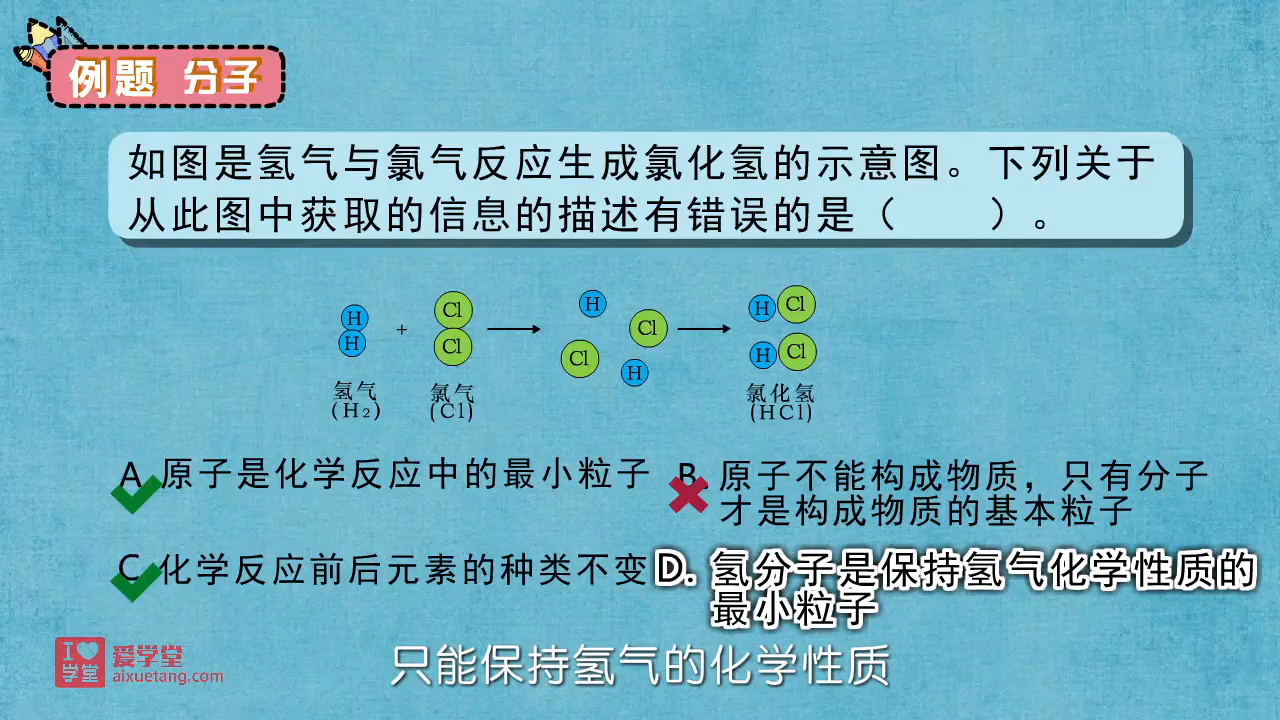 例题 分子
如图是氢气与氯气反应生成氯化氢的示意图。下列关于
从此图中获取的信息的描述有错误的是（ ）。
H
H
+
Cl
Cl
H
Cl
Cl
H
H Cl
H Cl
氢气
(H₂)
氯气
(Cl)
氯化氢
(HCl)
A 原子是化学反应中的最小粒子
B. 原子不能构成物质，只有分子
才是构成物质的基本粒子
C 化学反应前后元素的种类不变
D. 氢分子是保持氢气化学性质的
最小粒子
只能保持氢气的化学性质
I
学堂
爱学堂
aixuetang.com